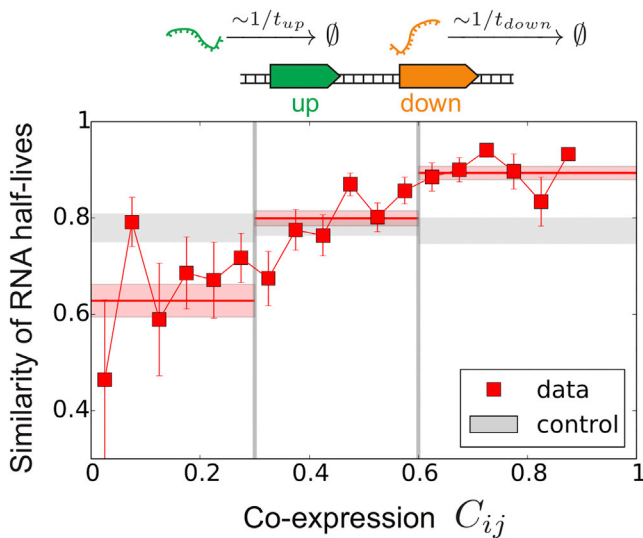 ~1/t_up ∅ ~1/t_down ∅
up down
Similarity of RNA half-lives
1
0.8
0.6
0.4
data
control
0 0.2 0.4 0.6 0.8 1
Co-expression C_ij